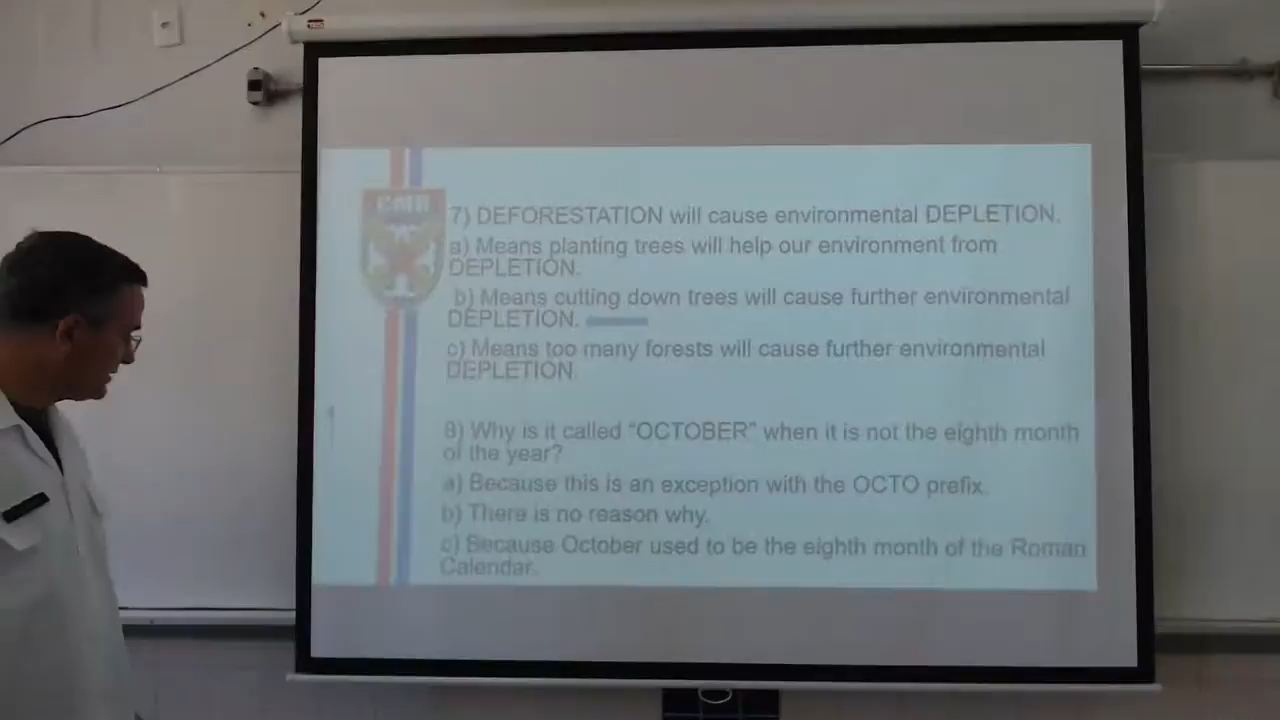 CMR
7) DEFORESTATION will cause environmental DEPLETION.
a) Means planting trees will help our environment from
DEPLETION.
b) Means cutting down trees will cause further environmental
DEPLETION.
c) Means too many forests will cause further environmental
DEPLETION.
8) Why is it called “OCTOBER” when it is not the eighth month
of the year?
a) Because this is an exception with the OCTO prefix.
b) There is no reason why.
c) Because October used to be the eighth month of the Roman
Calendar.